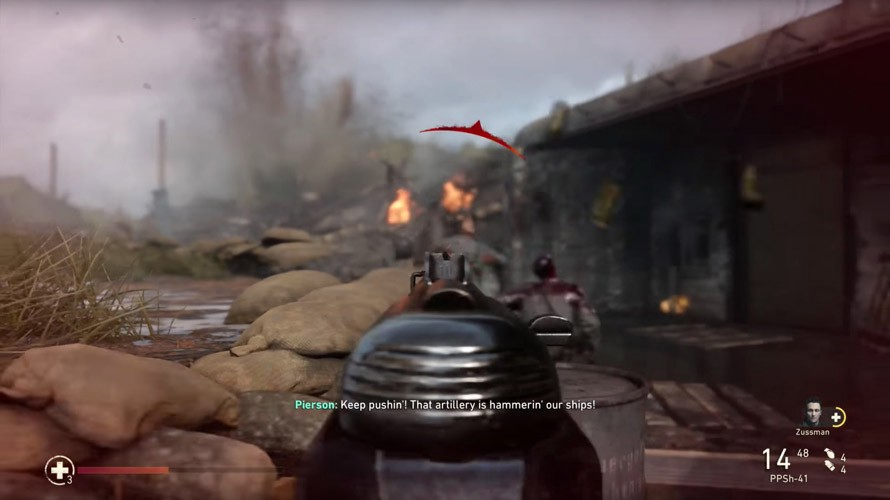 Pierson: Keep pushin'! That artillery is hammerin' our ships!
Zussman
14 48
4
4
PPSh-41
3